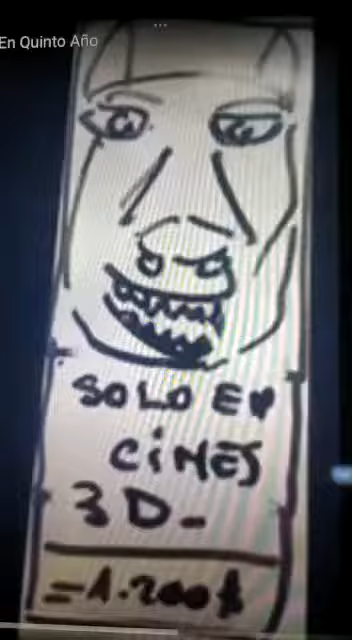 En Quinto Año
SOLO EN
CINES
3D-
=1.200$